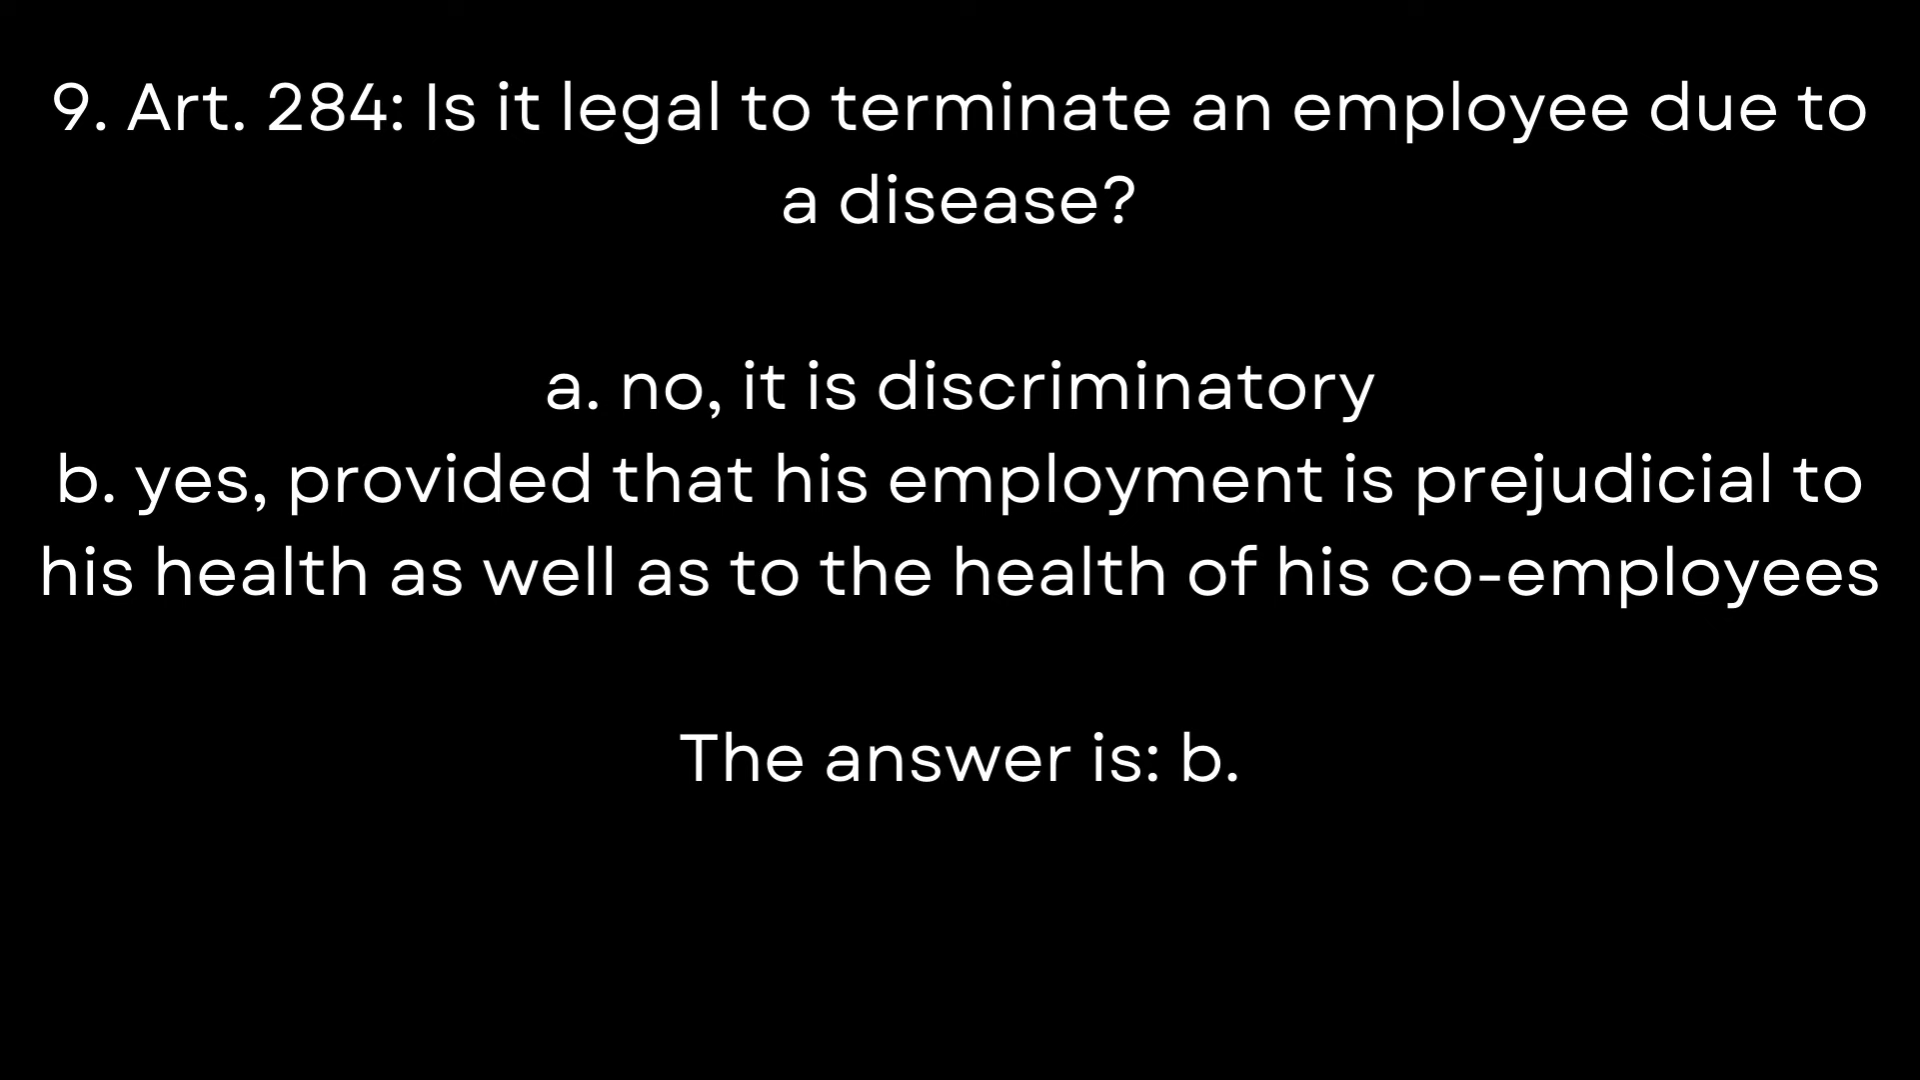 9. Art. 284: Is it legal to terminate an employee due to
a disease?
a. no, it is discriminatory
b. yes, provided that his employment is prejudicial to
his health as well as to the health of his co-employees
The answer is: b.